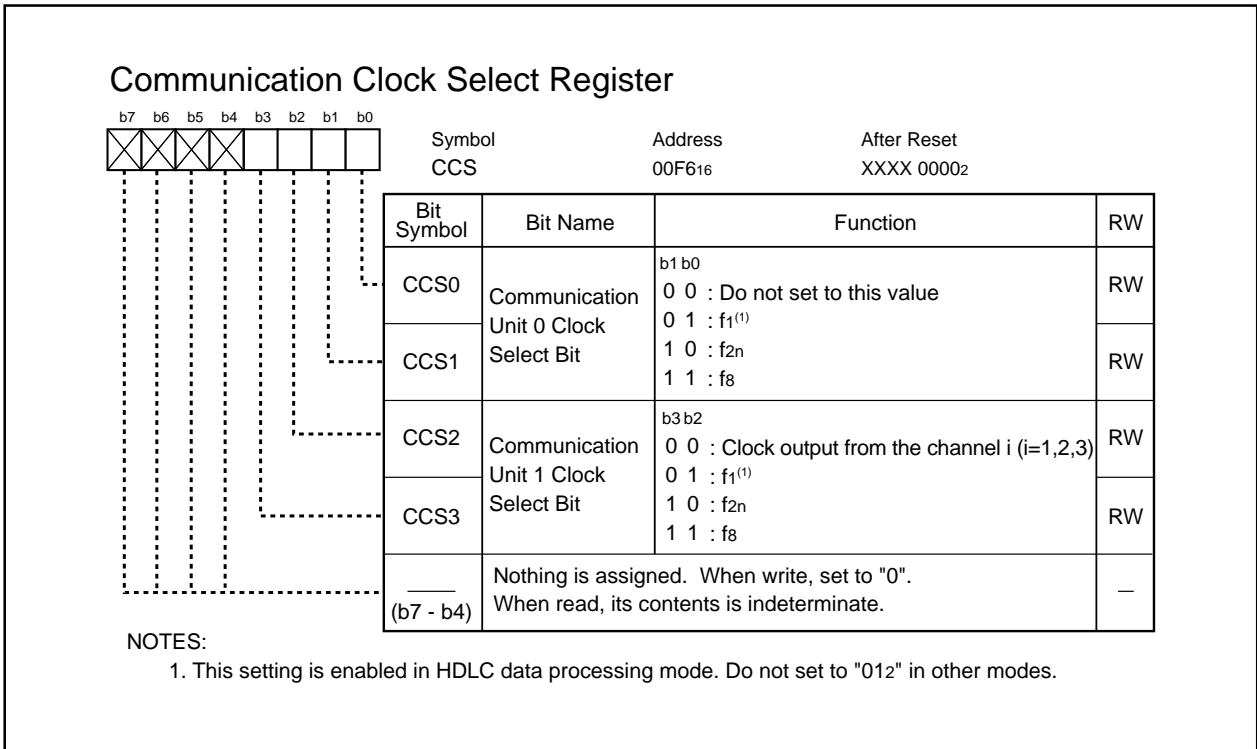 Communication Clock Select Register
b7 b6 b5 b4 b3 b2 b1 b0
Symbol Address After Reset
CCS 00F616 XXXX 00002
Bit Symbol Bit Name Function RW
CCS0 RW
CCS1 RW
Communication
Unit 0 Clock
Select Bit
b1 b0
0 0 : Do not set to this value
0 1 : f1(1)
1 0 : f2n
1 1 : f8
CCS2 RW
CCS3 RW
Communication
Unit 1 Clock
Select Bit
b3 b2
0 0 : Clock output from the channel i (i=1,2,3)
0 1 : f1(1)
1 0 : f2n
1 1 : f8
(b7 - b4)
Nothing is assigned. When write, set to "0".
When read, its contents is indeterminate.
—
NOTES:
1. This setting is enabled in HDLC data processing mode. Do not set to "012" in other modes.